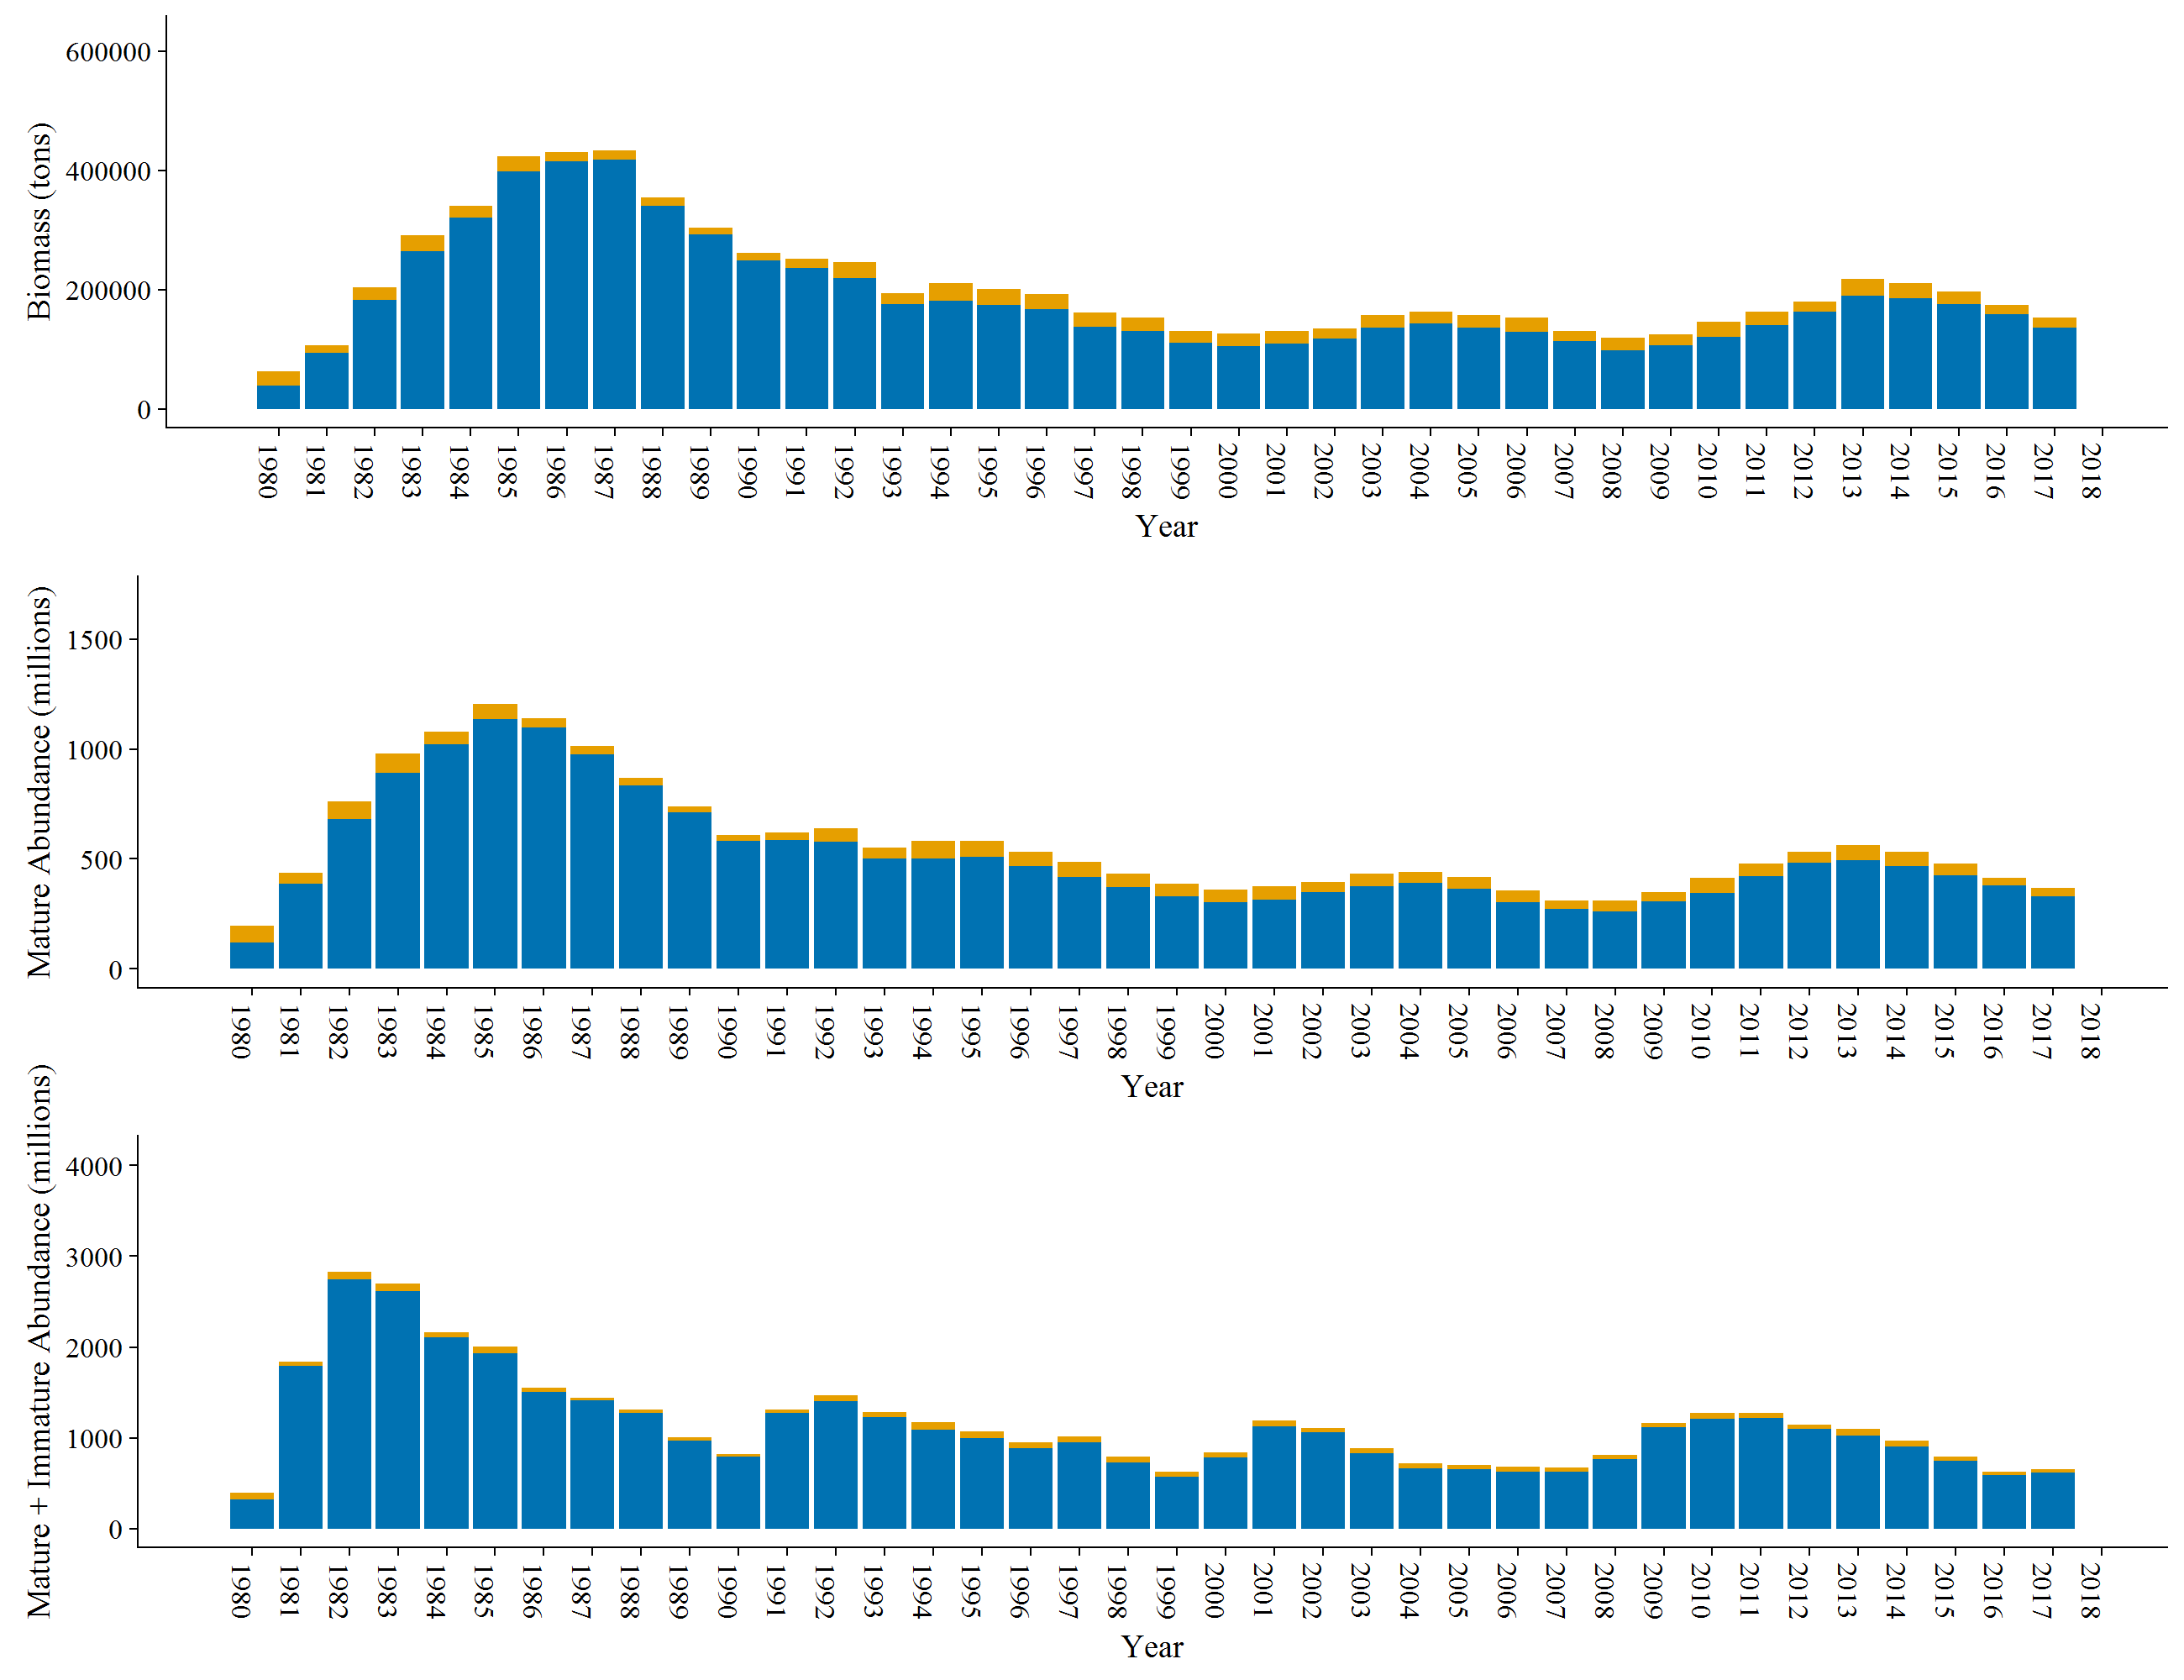 Biomass (tons)
600000
400000
200000
0
1980 1981 1982 1983 1984 1985 1986 1987 1988 1989 1990 1991 1992 1993 1994 1995 1996 1997 1998 1999 2000 2001 2002 2003 2004 2005 2006 2007 2008 2009 2010 2011 2012 2013 2014 2015 2016 2017 2018
Year
Mature Abundance (millions)
1500
1000
500
0
1980 1981 1982 1983 1984 1985 1986 1987 1988 1989 1990 1991 1992 1993 1994 1995 1996 1997 1998 1999 2000 2001 2002 2003 2004 2005 2006 2007 2008 2009 2010 2011 2012 2013 2014 2015 2016 2017 2018
Year
Mature + Immature Abundance (millions)
4000
3000
2000
1000
0
1980 1981 1982 1983 1984 1985 1986 1987 1988 1989 1990 1991 1992 1993 1994 1995 1996 1997 1998 1999 2000 2001 2002 2003 2004 2005 2006 2007 2008 2009 2010 2011 2012 2013 2014 2015 2016 2017 2018
Year